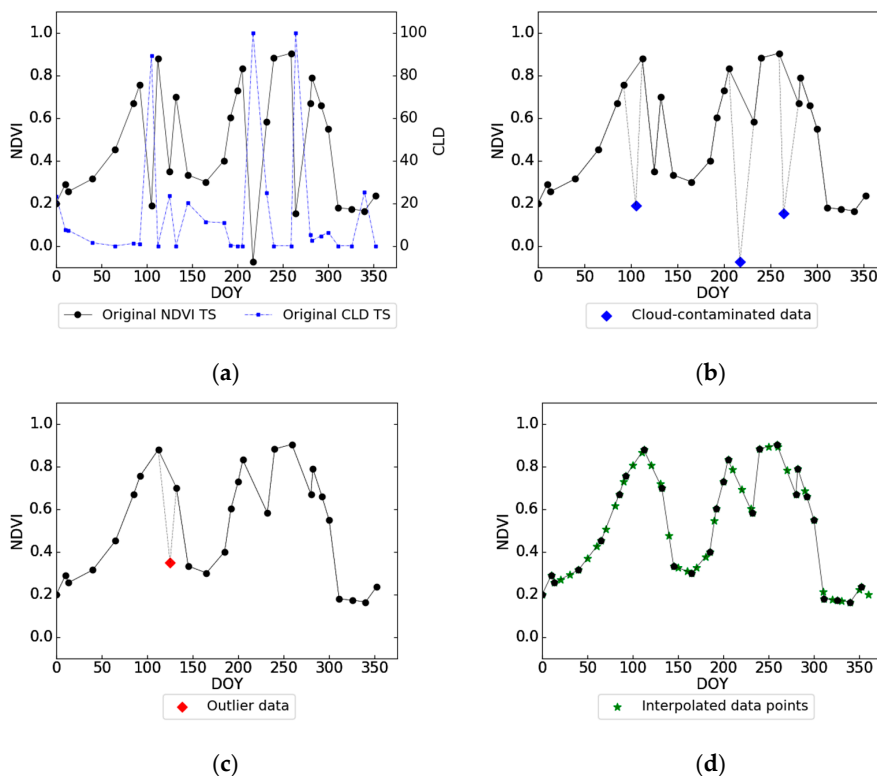 1.0
0.8
0.6
0.4
0.2
0.0
NDVI
100
80
60
40
20
0
CLD
0 50 100 150 200 250 300 350
DOY
Original NDVI TS Original CLD TS
(a)
1.0
0.8
0.6
0.4
0.2
0.0
NDVI
0 50 100 150 200 250 300 350
DOY
Cloud-contaminated data
(b)
1.0
0.8
0.6
0.4
0.2
0.0
NDVI
0 50 100 150 200 250 300 350
DOY
Outlier data
(c)
1.0
0.8
0.6
0.4
0.2
0.0
NDVI
0 50 100 150 200 250 300 350
DOY
Interpolated data points
(d)